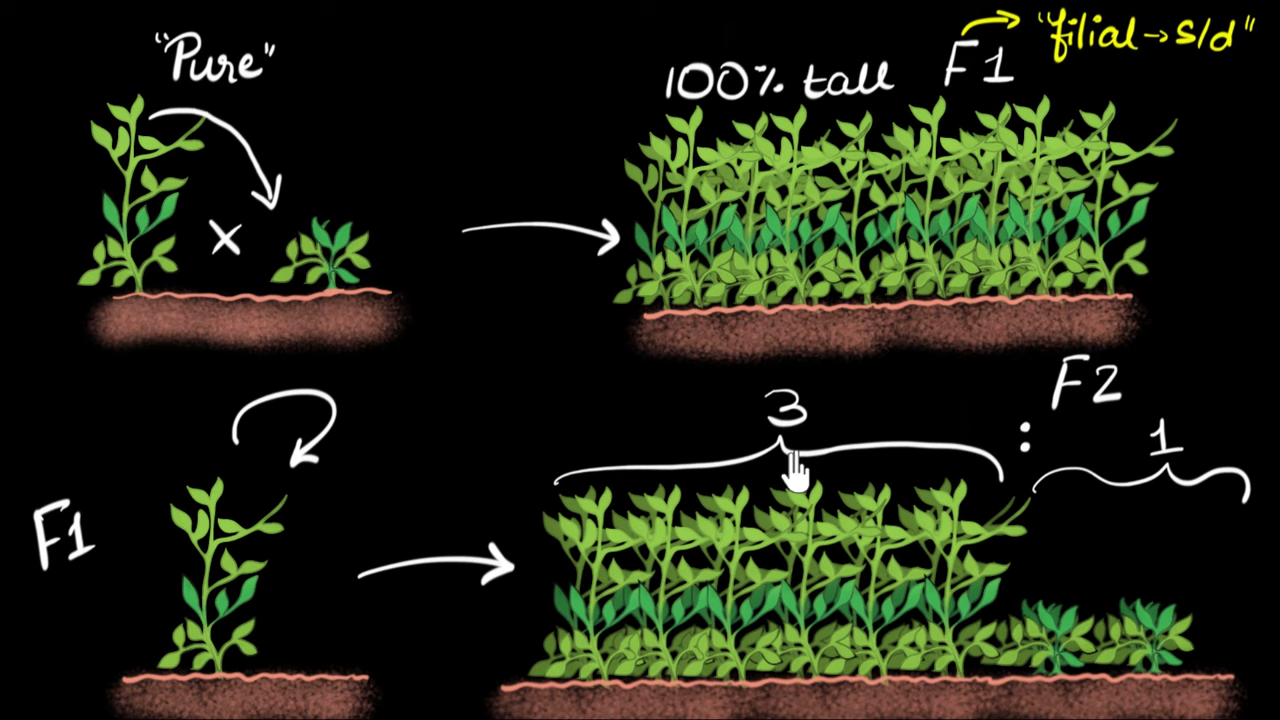 "Pure"
×
100% tall
F1
"filial → s/d"
F1
3 : 1
F2